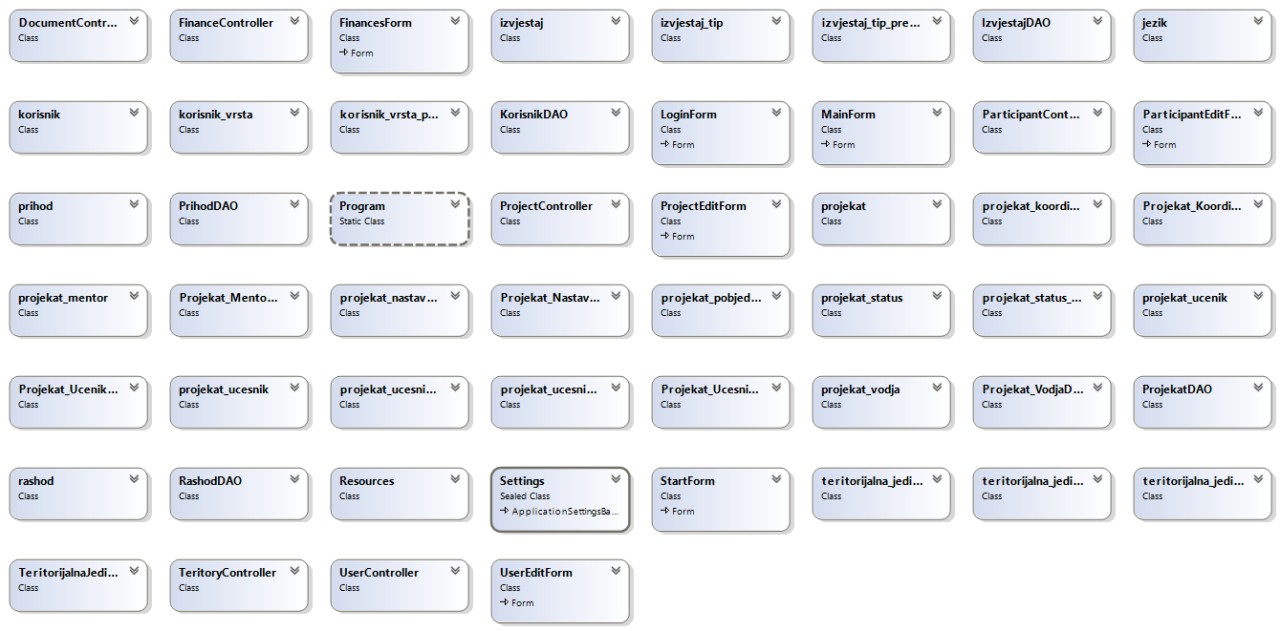 DocumentContr...
Class
FinanceController
Class
FinancesForm
Class
Form
izvjestaj
Class
izvjestaj_tip
Class
izvjestaj_tip_pre...
Class
IzvjestajDAO
Class
jezik
Class
korisnik
Class
korisnik_vrsta
Class
korisnik_vrsta_p...
Class
KorisnikDAO
Class
LoginForm
Class
Form
MainForm
Class
Form
ParticipantCont...
Class
ParticipantEditF...
Class
Form
prihod
Class
PrihodDAO
Class
Program
Static Class
ProjectController
Class
ProjectEditForm
Class
Form
projekat
Class
projekat_koordi...
Class
Projekat_Koordi...
Class
projekat_mentor
Class
Projekat_Mento...
Class
projekat_nastav...
Class
Projekat_Nastav...
Class
projekat_pobjed...
Class
projekat_status
Class
projekat_status_...
Class
projekat_ucenik
Class
Projekat_Ucenik...
Class
projekat_ucesnik
Class
projekat_ucesni...
Class
projekat_ucesni...
Class
Projekat_Ucesni...
Class
projekat_vodja
Class
Projekat_VodjaD...
Class
ProjekatDAO
Class
rashod
Class
RashodDAO
Class
Resources
Class
Settings
Sealed Class
ApplicationSettingsBa...
StartForm
Class
Form
teritorijalna_jedi...
Class
teritorijalna_jedi...
Class
teritorijalna_jedi...
Class
TeritorijalnaJedi...
Class
TeritoryController
Class
UserController
Class
UserEditForm
Class
Form